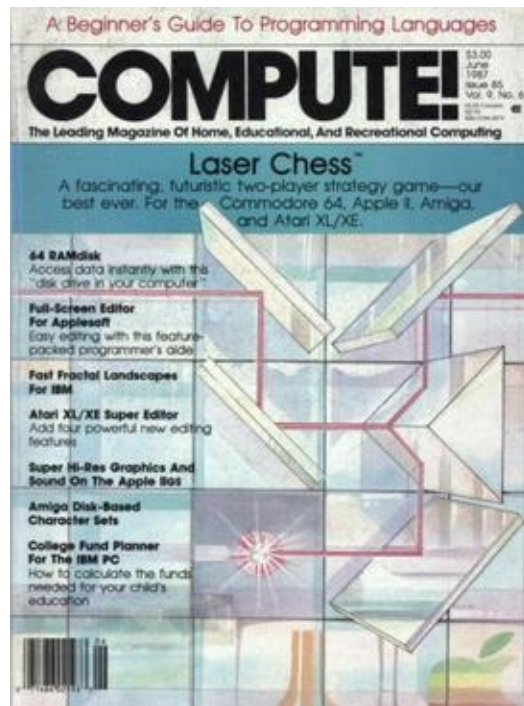 A Beginner's Guide To Programming Languages
COMPUTE!
$3.00
June
1987
Issue 85
Vol. 9, No. 6
The Leading Magazine Of Home, Educational, And Recreational Computing
Laser Chess™
A fascinating, futuristic two-player strategy game—our
best ever. For the Commodore 64, Apple II, Amiga,
and Atari XL/XE.
64 RAMdisk
Access data instantly with this
"disk drive in your computer"
Full-Screen Editor
For Applesoft
Easy editing with this feature-
packed programmer's aide
Fast Fractal Landscapes
For IBM
Atari XL/XE Super Editor
Add four powerful new editing
features
Super Hi-Res Graphics And
Sound On The Apple IIGS
Amiga Disk-Based
Character Sets
College Fund Planner
For The IBM PC
How to calculate the funds
needed for your child's
education